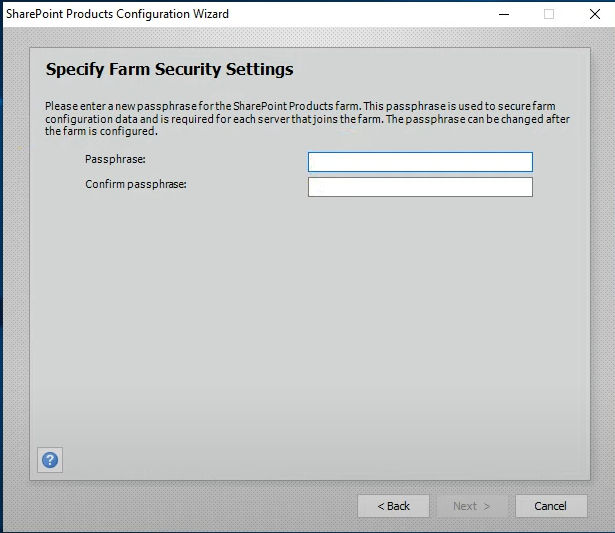 SharePoint Products Configuration Wizard
Specify Farm Security Settings
Please enter a new passphrase for the SharePoint Products farm. This passphrase is used to secure farm
configuration data and is required for each server that joins the farm. The passphrase can be changed after
the farm is configured.
Passphrase:
Confirm passphrase:
?
< Back
Next >
Cancel